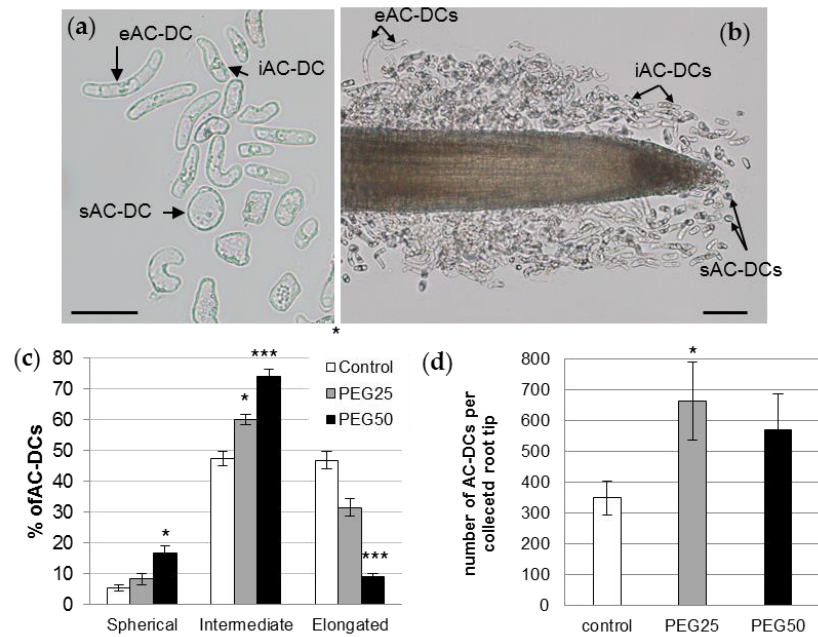 (a)
eAC-DC
iAC-DC
sAC-DC
(b)
eAC-DCs
iAC-DCs
sAC-DCs
*
(c)
% ofAC-DCs
80
70
60
50
40
30
20
10
0
*
*
***
***
Control
PEG25
PEG50
Spherical Intermediate Elongated
(d)
number of AC-DCs per
collecetd root tip
800
700
600
500
400
300
200
100
0
*
control PEG25 PEG50